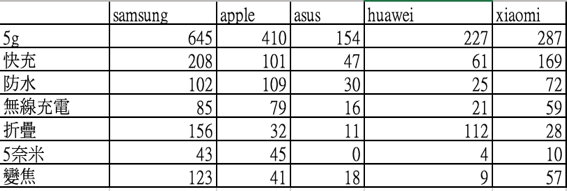 samsung apple asus huawei xiaomi
5g 645 410 154 227 287
快充 208 101 47 61 169
防水 102 109 30 25 72
無線充電 85 79 16 21 59
折疊 156 32 11 112 28
5奈米 43 45 0 4 10
變焦 123 41 18 9 57